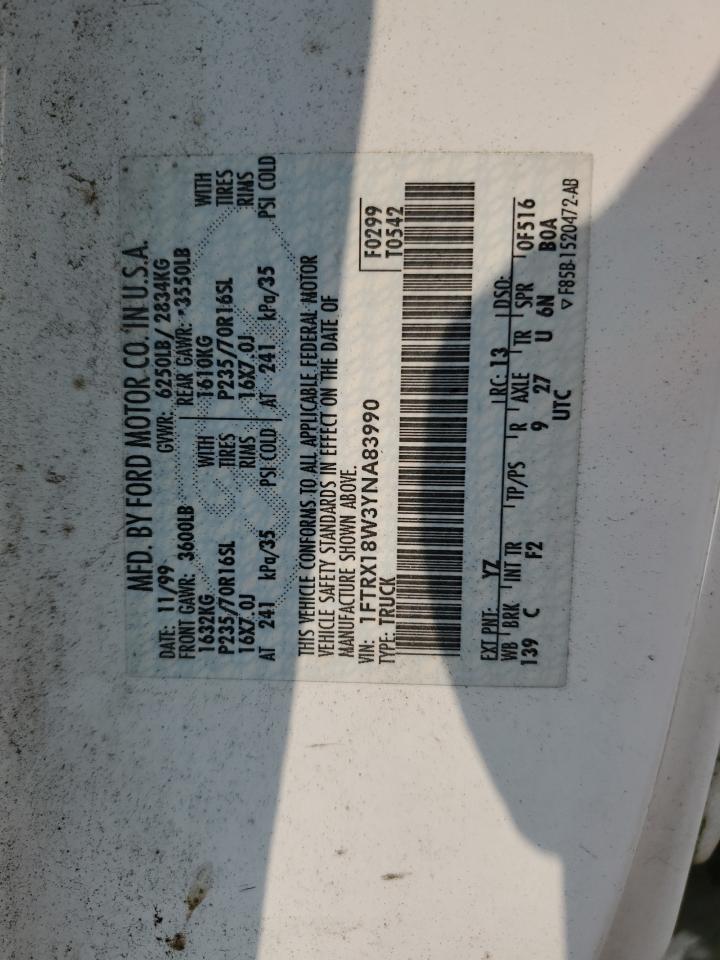 MFD. BY FORD MOTOR CO. IN U.S.A.
DATE: 11/99 GVWR: 6250LB / 2834KG
FRONT GAWR: 3600LB REAR GAWR: *3550LB
1632KG WITH 1610KG WITH
P235/70R16SL TIRES P235/70R16SL TIRES
16X7.0J RIMS 16X7.0J RIMS
AT 241 kPa/35 PSI COLD AT 241 kPa/35 PSI COLD
THIS VEHICLE CONFORMS TO ALL APPLICABLE FEDERAL MOTOR
VEHICLE SAFETY STANDARDS IN EFFECT ON THE DATE OF
MANUFACTURE SHOWN ABOVE.
VIN: 1FTRX18W3YNA83990 F0299
TYPE: TRUCK T0542
EXT PNT: YZ RC: 13 DSO:
WB BRK INT TR TP/PS R AXLE TR SPR 0F516
139 C F2 9 27 U 6N B0A
UTC
▽ F85B-1520472-AB